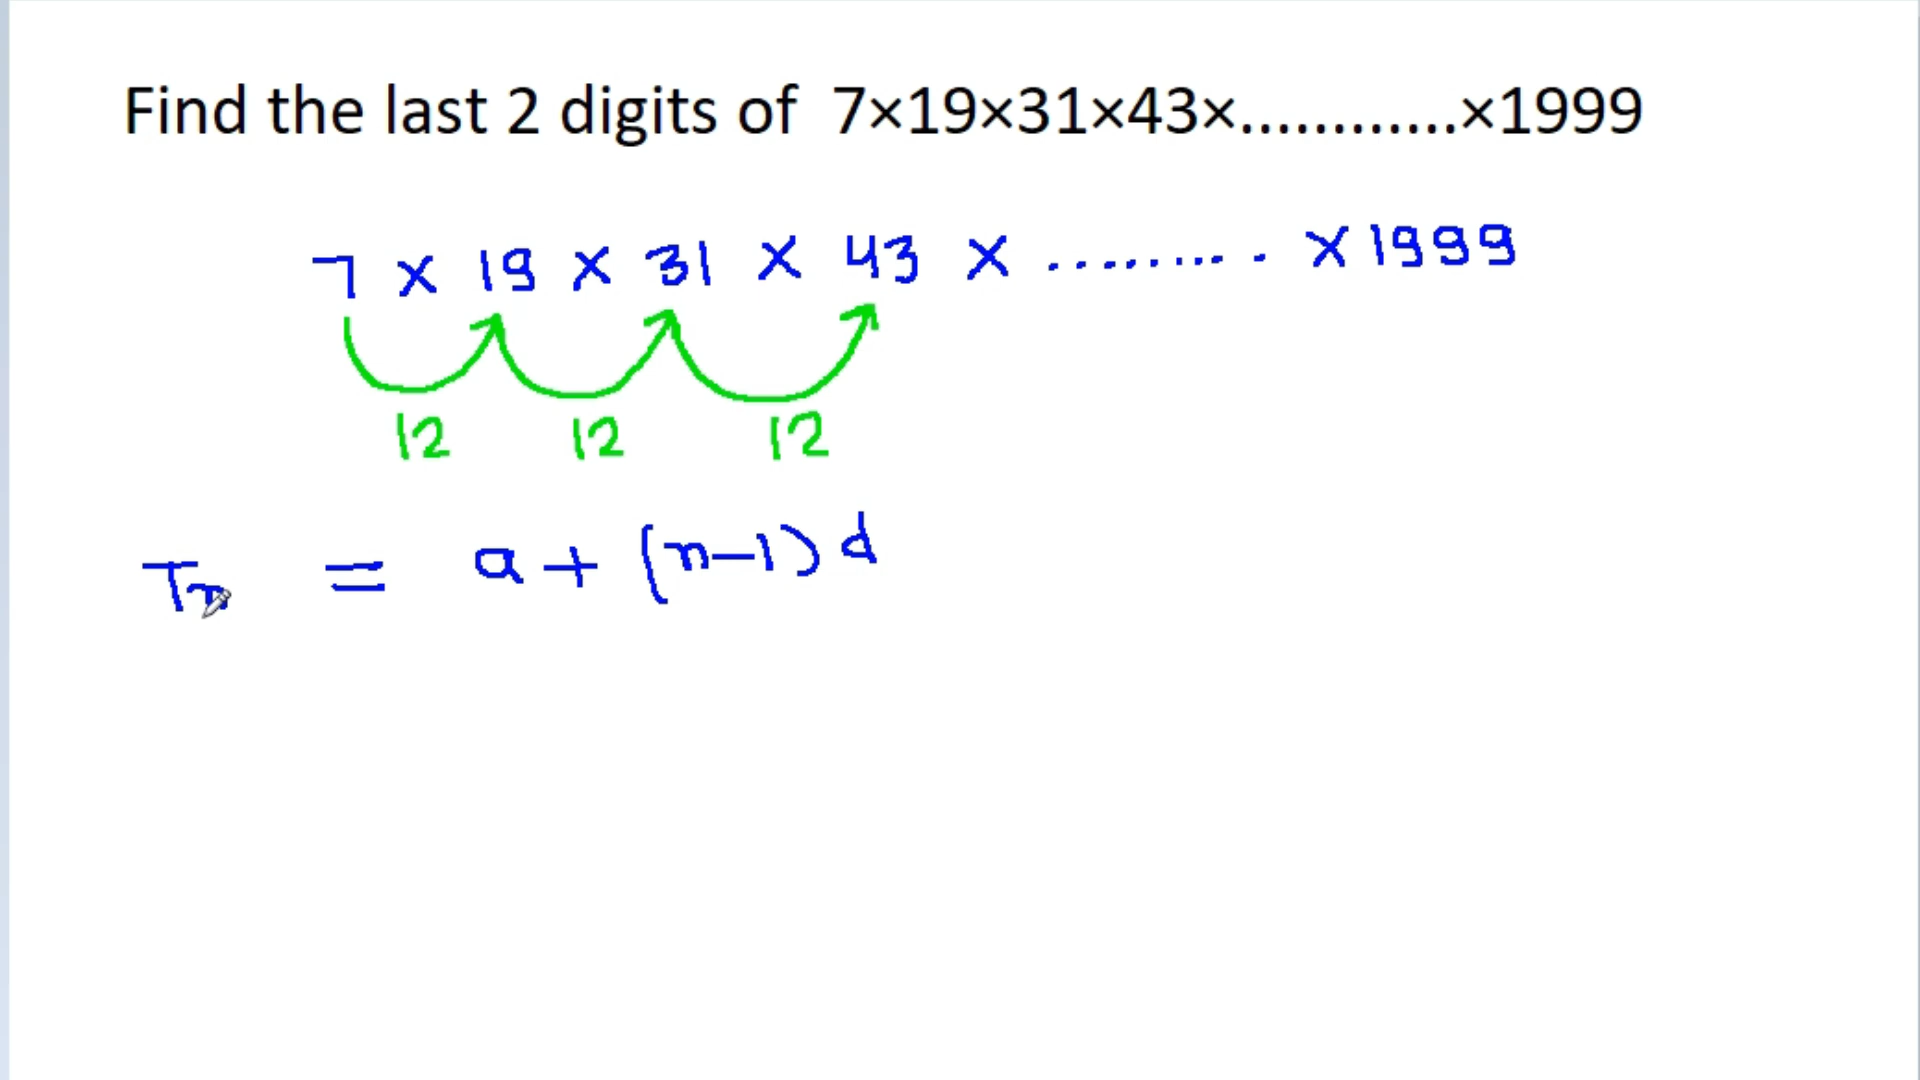 Find the last 2 digits of 7×19×31×43×............×1999
7 × 19 × 31 × 43 × ......... × 1999
12 12 12
Tn = a + (n-1) d